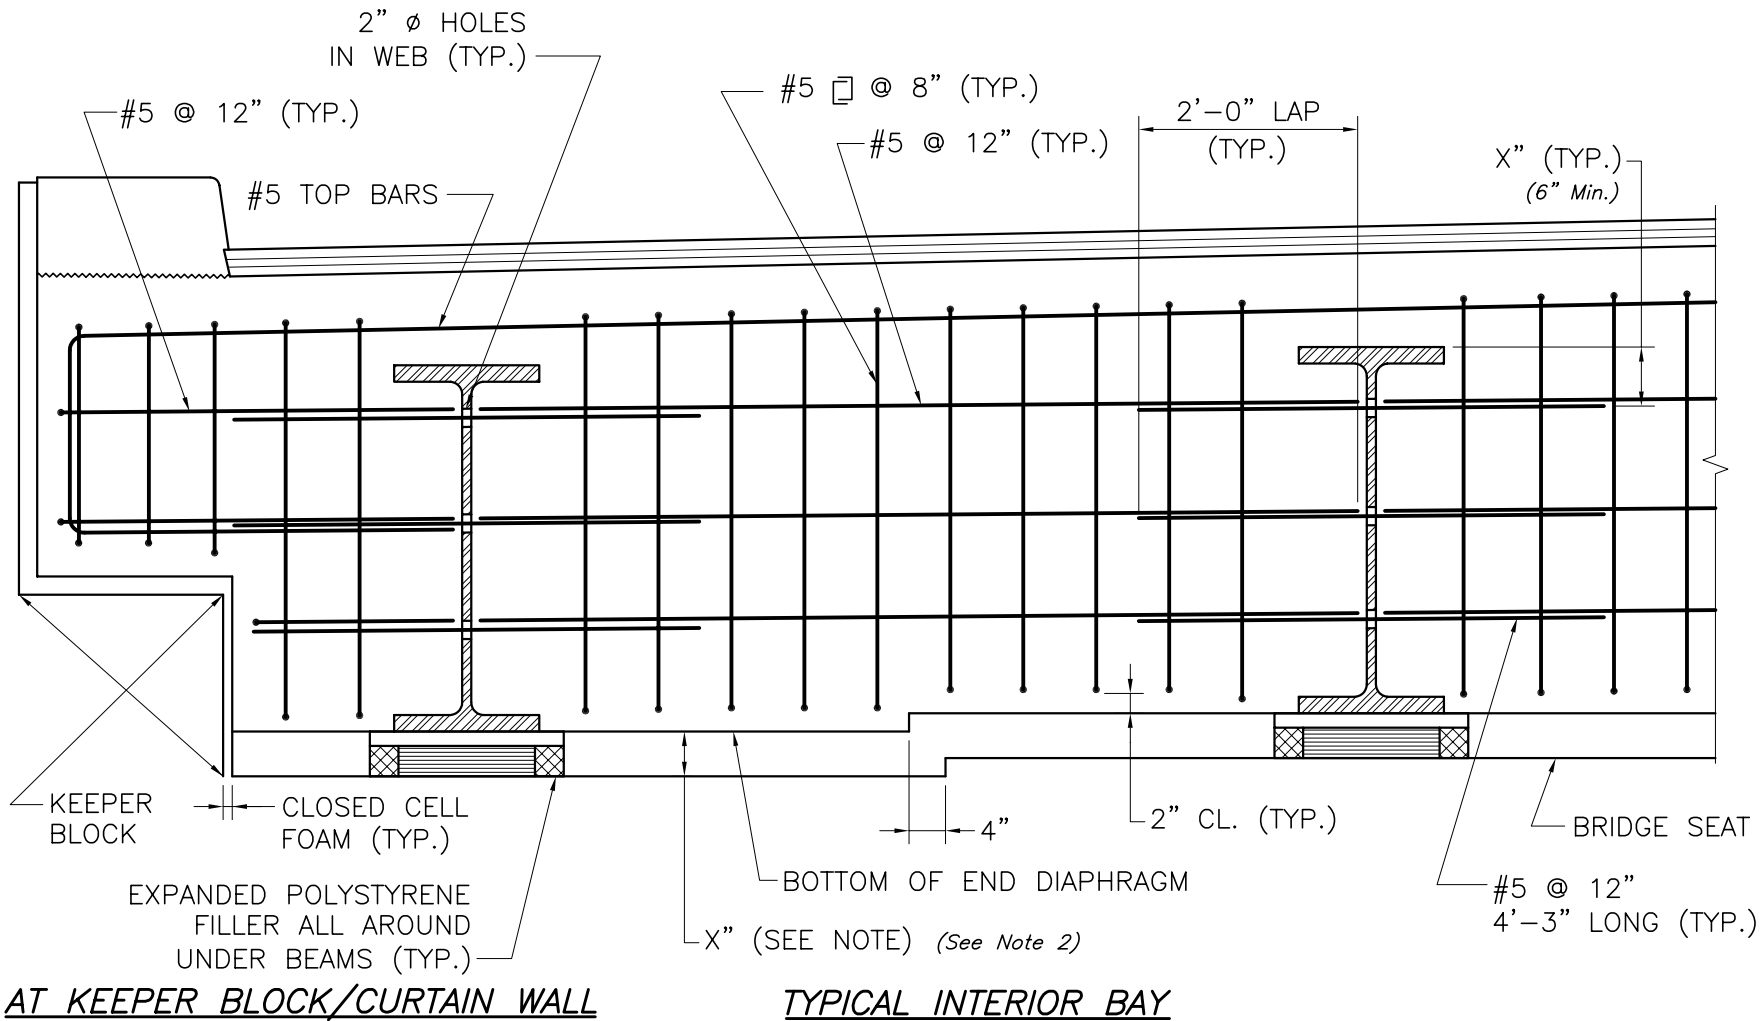 2” ø HOLES
IN WEB (TYP.)
#5 @ 8” (TYP.)
#5 @ 12” (TYP.)
2’-0” LAP
(TYP.)
#5 @ 12” (TYP.)
X” (TYP.)
(6” Min.)
#5 TOP BARS
KEEPER
BLOCK
CLOSED CELL
FOAM (TYP.)
4”
2” CL. (TYP.)
BRIDGE SEAT
EXPANDED POLYSTYRENE
FILLER ALL AROUND
UNDER BEAMS (TYP.)
BOTTOM OF END DIAPHRAGM
#5 @ 12”
4’-3” LONG (TYP.)
X” (SEE NOTE) (See Note 2)
AT KEEPER BLOCK/CURTAIN WALL
TYPICAL INTERIOR BAY